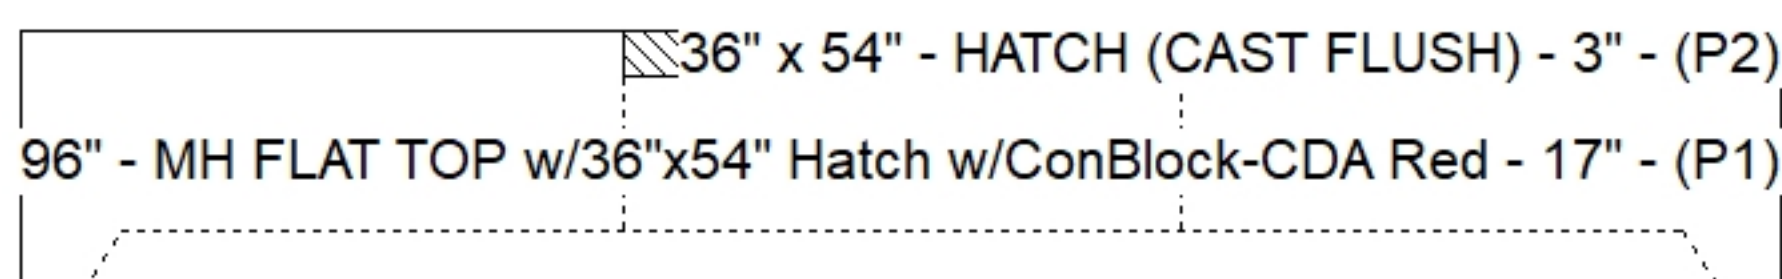 36" x 54" - HATCH (CAST FLUSH) - 3" - (P2)
96" - MH FLAT TOP w/36"x54" Hatch w/ConBlock-CDA Red - 17" - (P1)